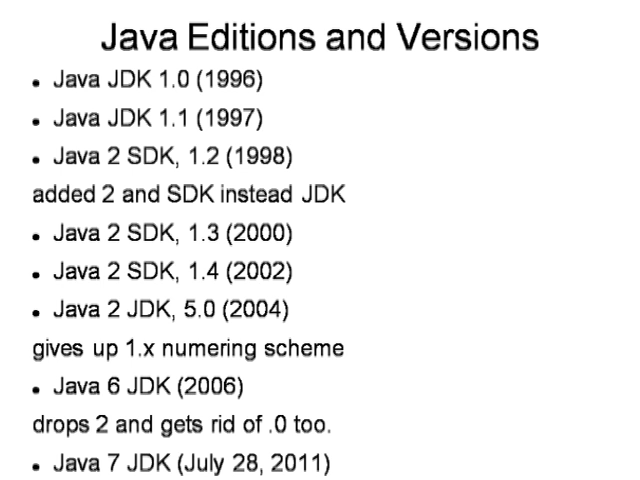 Java Editions and Versions
• Java JDK 1.0 (1996)
• Java JDK 1.1 (1997)
• Java 2 SDK, 1.2 (1998)
added 2 and SDK instead JDK
• Java 2 SDK, 1.3 (2000)
• Java 2 SDK, 1.4 (2002)
• Java 2 JDK, 5.0 (2004)
gives up 1.x numering scheme
• Java 6 JDK (2006)
drops 2 and gets rid of .0 too.
• Java 7 JDK (July 28, 2011)